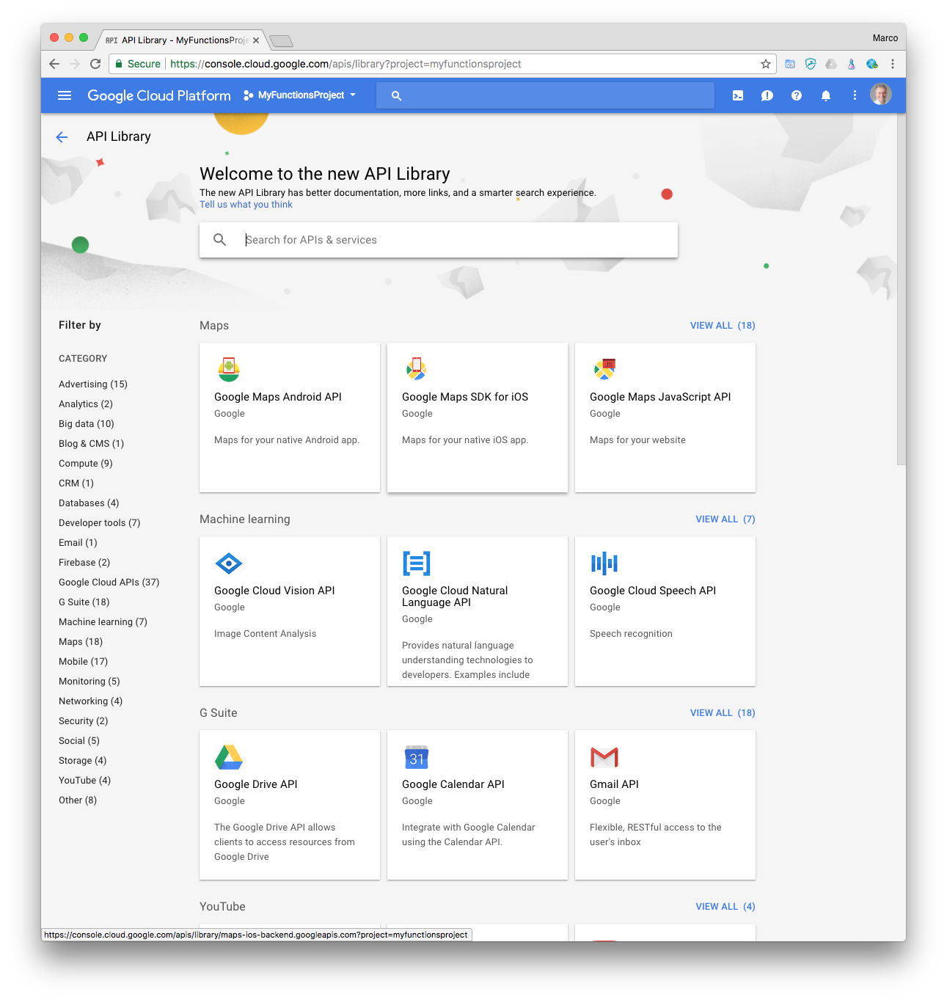 API API Library - MyFunctionsProje
Marco
Secure https://console.cloud.google.com/apis/library?project=myfunctionsproject
Google Cloud Platform MyFunctionsProject
API Library
Welcome to the new API Library
The new API Library has better documentation, more links, and a smarter search experience.
Tell us what you think
Search for APIs & services
Filter by
CATEGORY
Advertising (15)
Analytics (2)
Big data (10)
Blog & CMS (1)
Compute (9)
CRM (1)
Databases (4)
Developer tools (7)
Email (1)
Firebase (2)
Google Cloud APIs (37)
G Suite (18)
Machine learning (7)
Maps (18)
Mobile (17)
Monitoring (5)
Networking (4)
Security (2)
Social (5)
Storage (4)
YouTube (4)
Other (8)
Maps VIEW ALL (18)
Google Maps Android API
Google
Maps for your native Android app.
Google Maps SDK for iOS
Google
Maps for your native iOS app.
JS
Google Maps JavaScript API
Google
Maps for your website
Machine learning VIEW ALL (7)
Google Cloud Vision API
Google
Image Content Analysis
Google Cloud Natural
Language API
Google
Provides natural language
understanding technologies to
developers. Examples include
Google Cloud Speech API
Google
Speech recognition
G Suite VIEW ALL (18)
Google Drive API
Google
The Google Drive API allows
clients to access resources from
Google Drive
31
Google Calendar API
Google
Integrate with Google Calendar
using the Calendar API.
Gmail API
Google
Flexible, RESTful access to the
user's inbox
YouTube VIEW ALL (4)
https://console.cloud.google.com/apis/library/maps-ios-backend.googleapis.com?project=myfunctionsproject